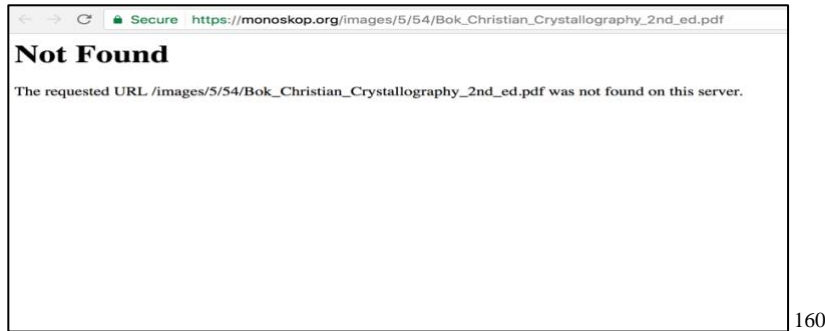 Secure https://monoskop.org/images/5/54/Bok_Christian_Crystallography_2nd_ed.pdf
Not Found
The requested URL /images/5/54/Bok_Christian_Crystallography_2nd_ed.pdf was not found on this server.
160